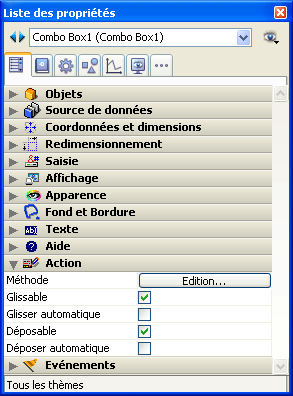 Liste des propriétés
Combo Box1 (Combo Box1)
Objets
Source de données
Coordonnées et dimensions
Redimensionnement
Saisie
Affichage
Apparence
Fond et Bordure
Texte
Aide
Action
Méthode Edition...
Glissable
Glisser automatique
Déposable
Déposer automatique
Evénements
Tous les thèmes